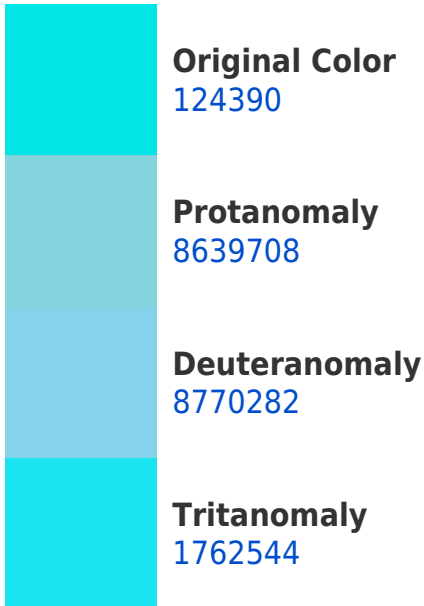 Original Color
124390
Protanomaly
8639708
Deuteranomaly
8770282
Tritanomaly
1762544